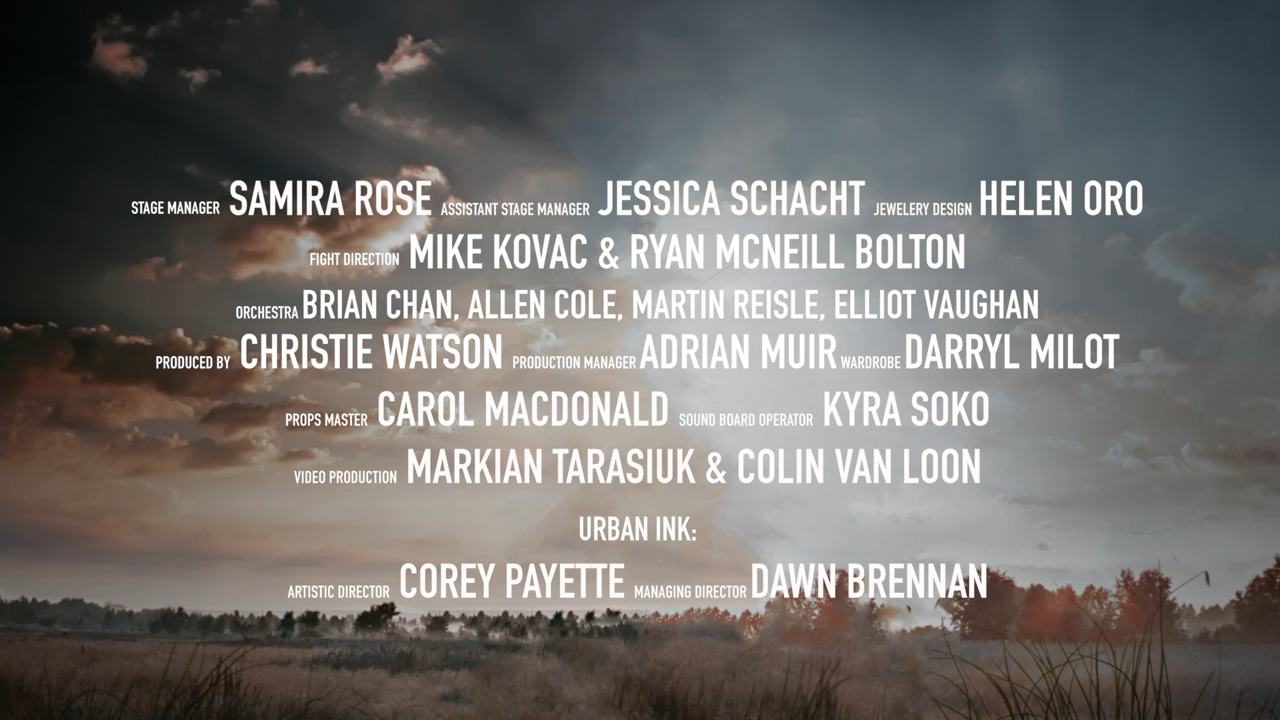 STAGE MANAGER SAMIRA ROSE ASSISTANT STAGE MANAGER JESSICA SCHACHT JEWELERY DESIGN HELEN ORO
FIGHT DIRECTION MIKE KOVAC & RYAN MCNEILL BOLTON
ORCHESTRA BRIAN CHAN, ALLEN COLE, MARTIN REISLE, ELLIOT VAUGHAN
PRODUCED BY CHRISTIE WATSON PRODUCTION MANAGER ADRIAN MUIR WARDROBE DARRYL MILOT
PROPS MASTER CAROL MACDONALD SOUND BOARD OPERATOR KYRA SOKO
VIDEO PRODUCTION MARKIAN TARASIUK & COLIN VAN LOON
URBAN INK:
ARTISTIC DIRECTOR COREY PAYETTE MANAGING DIRECTOR DAWN BRENNAN